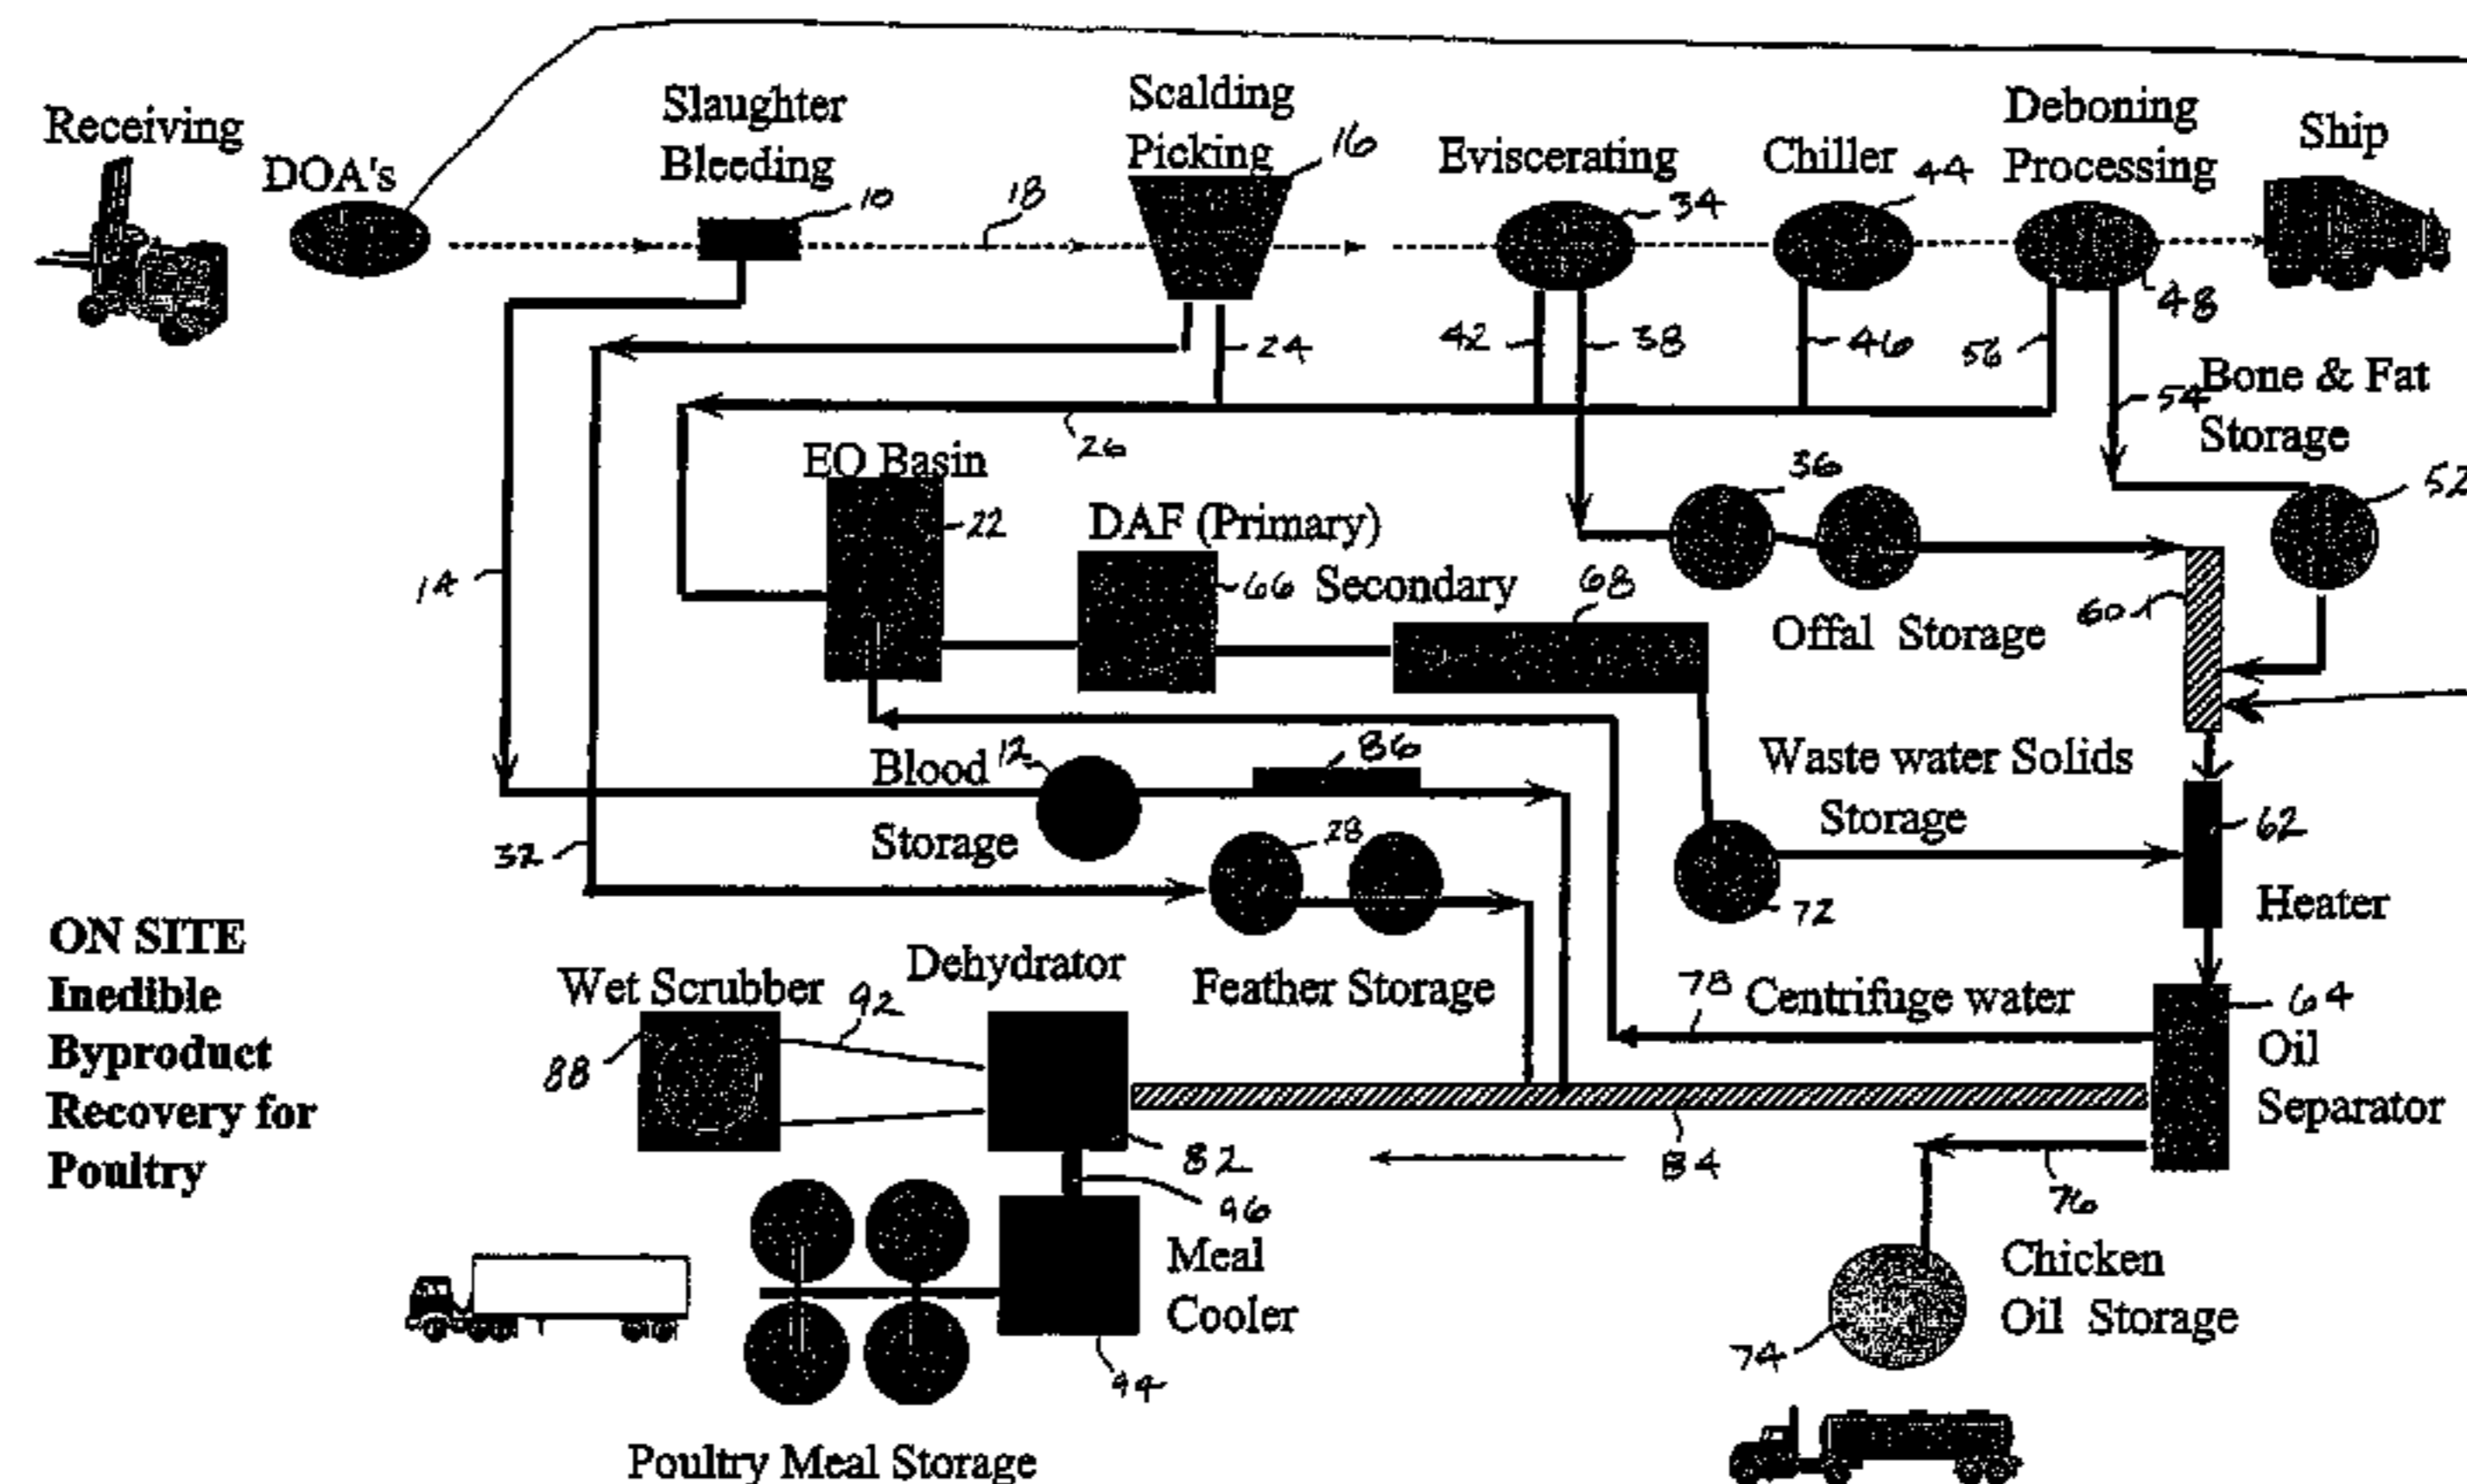 Receiving
DOA's
Slaughter
Bleeding
10
18
Scalding
Picking
16
Eviscerating
34
Chiller
44
Deboning
Processing
48
Ship
24
42
38
46
56
54
Bone & Fat
Storage
52
26
EQ Basin
22
DAF (Primary)
66
Secondary
68
36
Offal Storage
60
14
Blood
12
Storage
86
Waste water Solids
Storage
62
Heater
32
28
72
ON SITE
Inedible
Byproduct
Recovery for
Poultry
Wet Scrubber
92
Dehydrator
Feather Storage
78
Centrifuge water
64
Oil
Separator
88
82
84
96
76
Meal
Cooler
94
Chicken
Oil Storage
74
Poultry Meal Storage